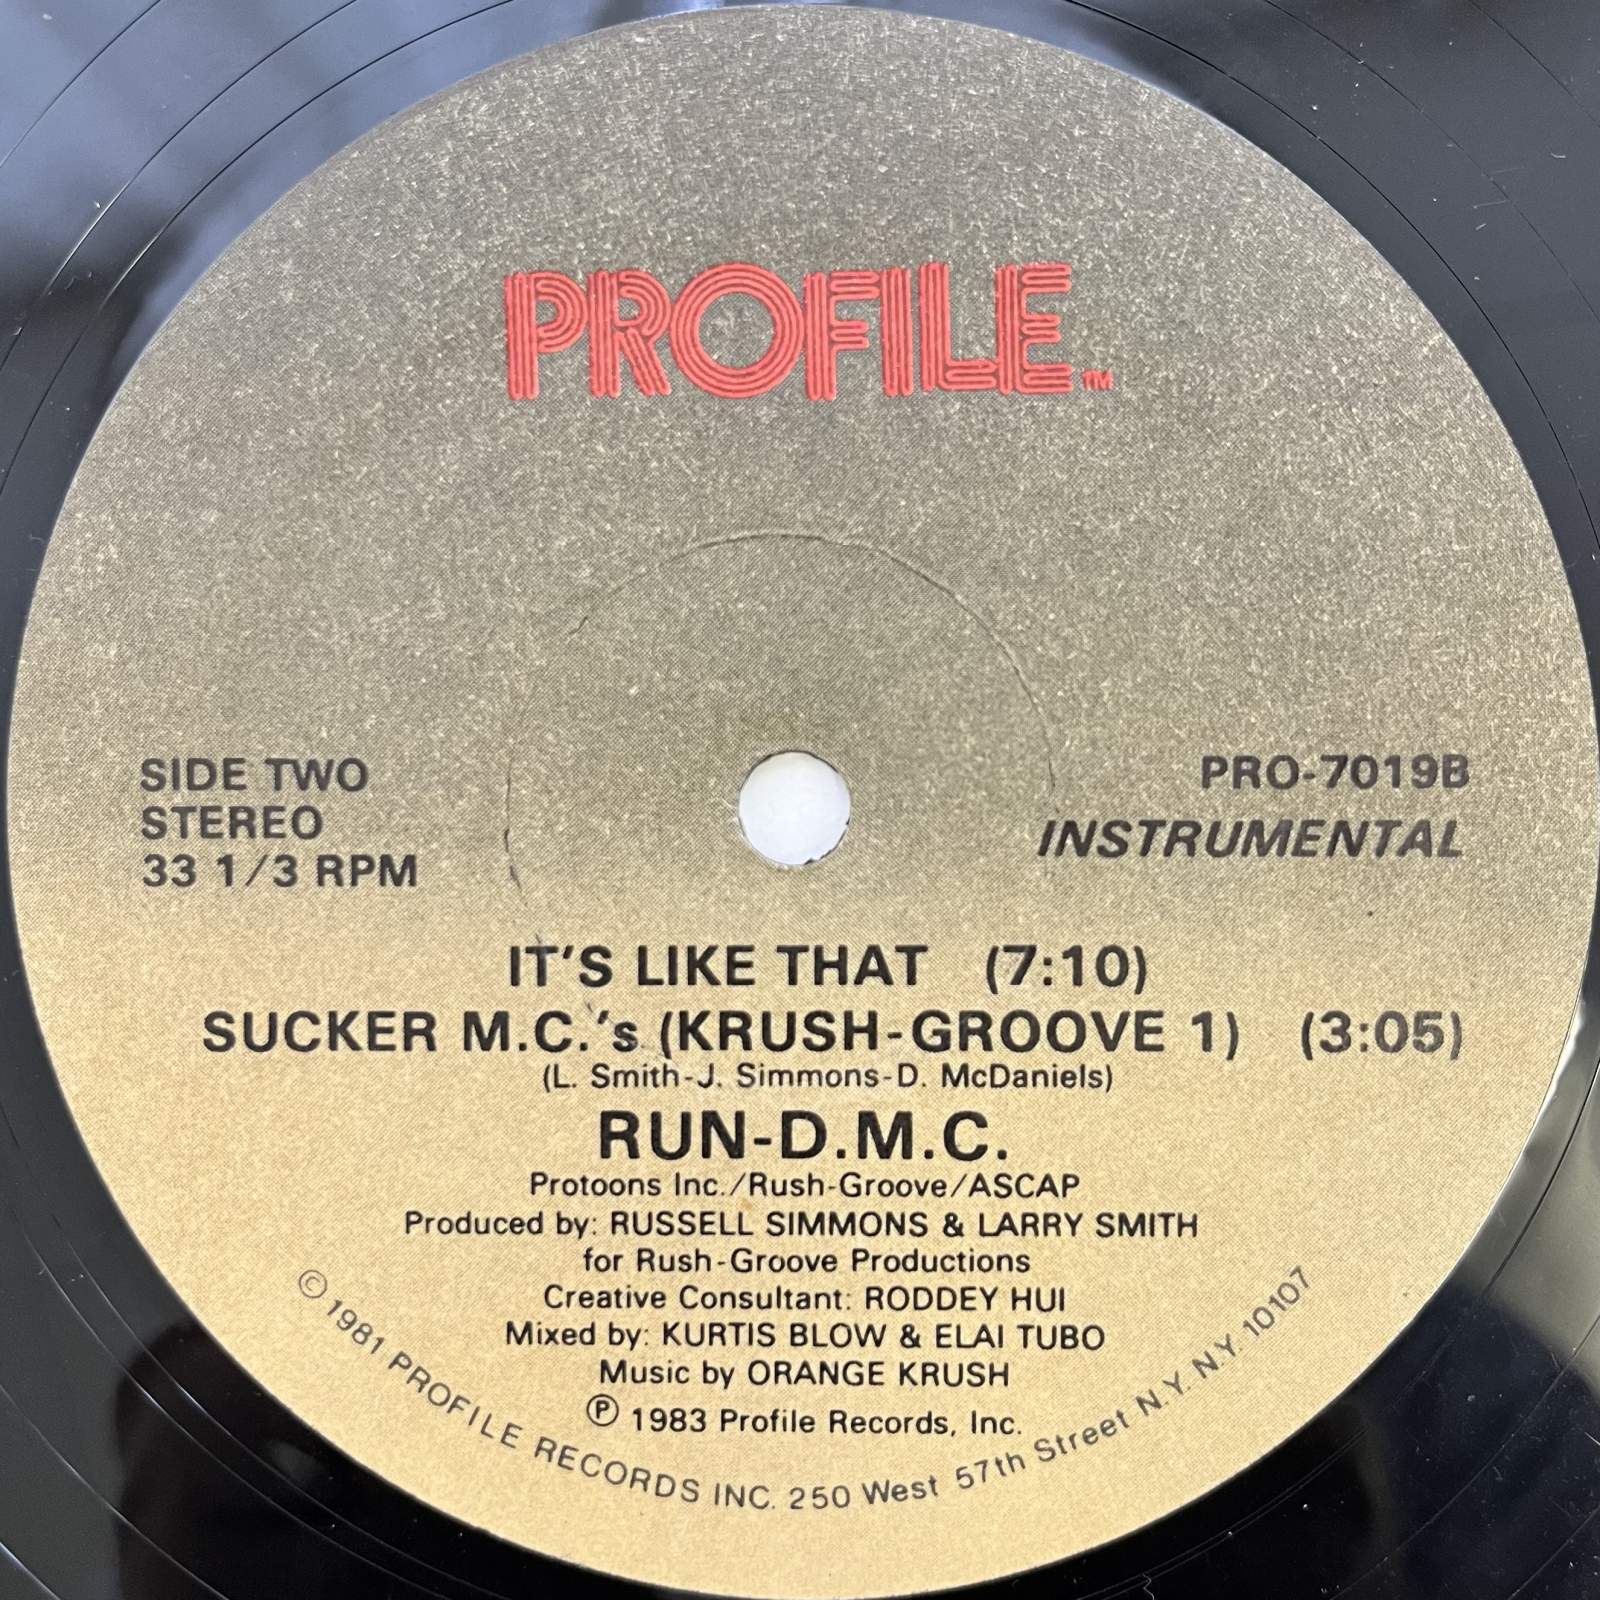 PROFILE™
SIDE TWO
STEREO
33 1/3 RPM
PRO-7019B
INSTRUMENTAL
IT'S LIKE THAT (7:10)
SUCKER M.C.'s (KRUSH-GROOVE 1) (3:05)
(L. Smith-J. Simmons-D. McDaniels)
RUN-D.M.C.
Protoons Inc./Rush-Groove/ASCAP
Produced by: RUSSELL SIMMONS & LARRY SMITH
for Rush-Groove Productions
Creative Consultant: RODDEY HUI
Mixed by: KURTIS BLOW & ELAI TUBO
Music by ORANGE KRUSH
℗ 1983 Profile Records, Inc.
© 1981 PROFILE RECORDS INC. 250 West 57th Street N.Y. N.Y. 10107